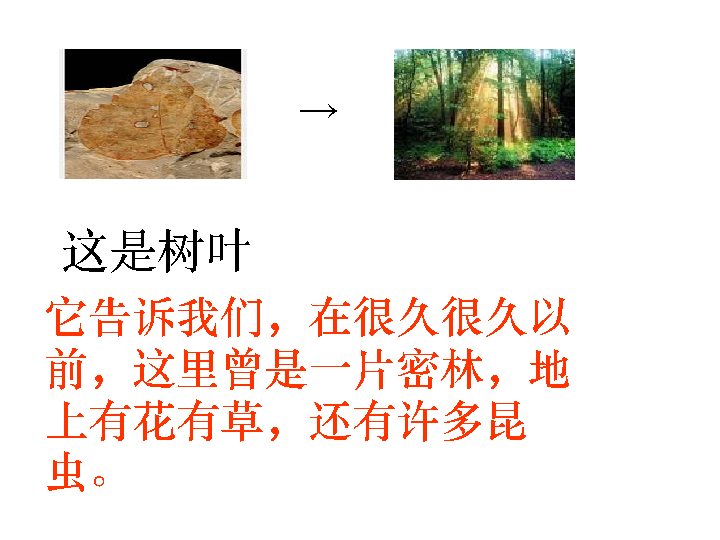 →
这是树叶
它告诉我们，在很久很久以
前，这里曾是一片密林，地
上有花有草，还有许多昆
虫。